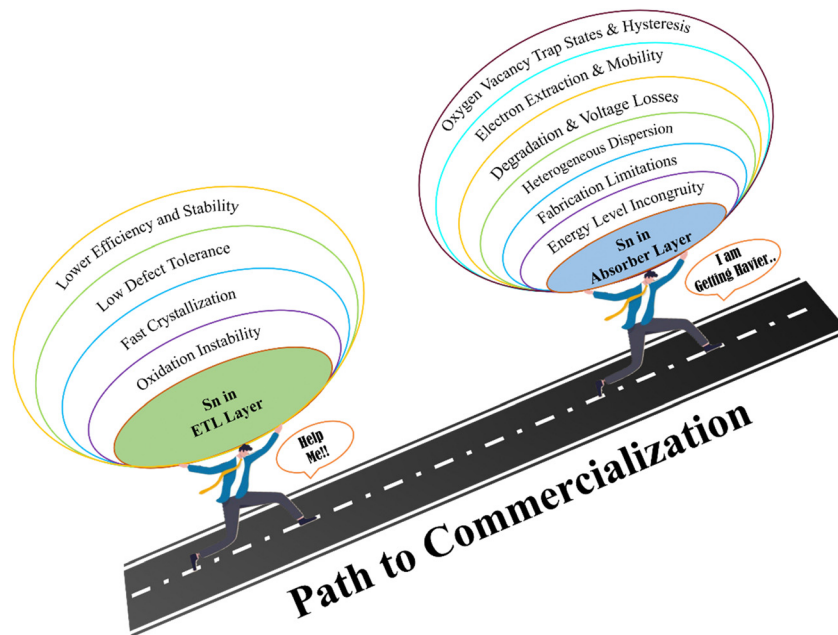 Lower Efficiency and Stability
Low Defect Tolerance
Fast Crystallization
Oxidation Instability
Sn in
ETL Layer
Help
Me!!
Oxygen Vacancy Trap States & Hysteresis
Electron Extraction & Mobility
Degradation & Voltage Losses
Heterogeneous Dispersion
Fabrication Limitations
Energy Level Incongruity
Sn in
Absorber Layer
I am
Getting Havier..
Path to Commercialization